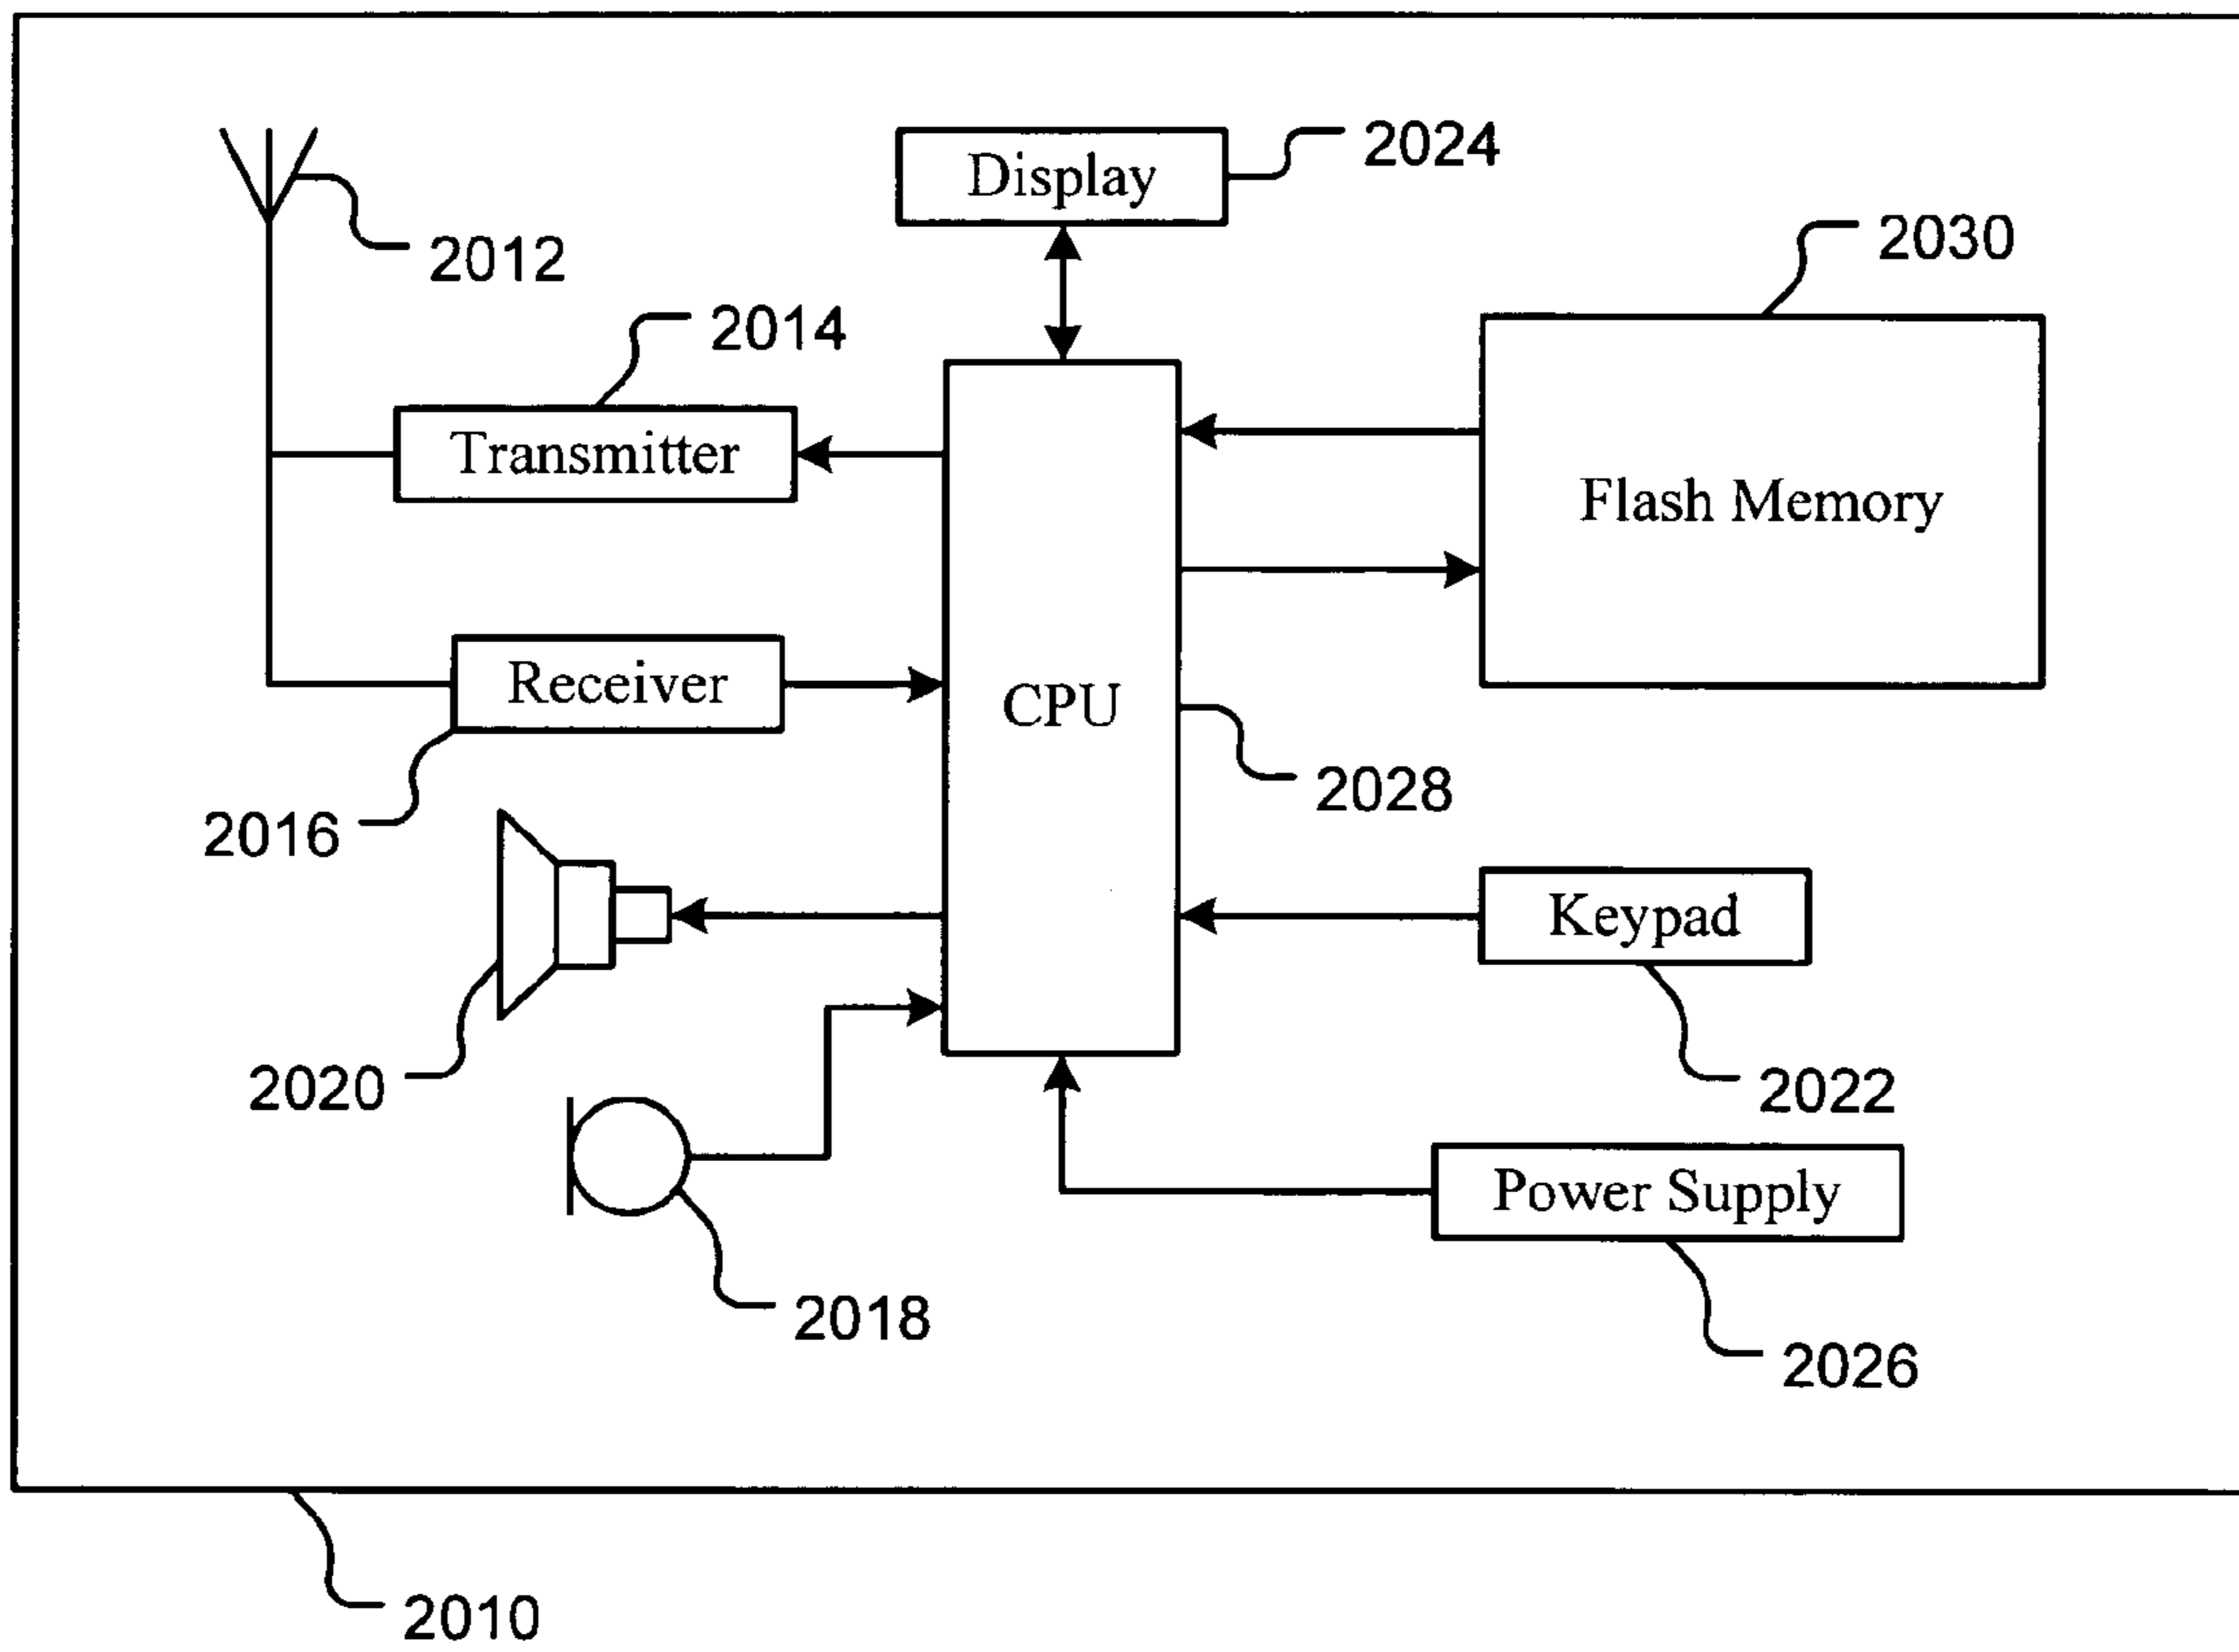 Display
2024
2012
2030
2014
Transmitter
Flash Memory
Receiver
CPU
2028
2016
Keypad
2020
2022
Power Supply
2018
2026
2010